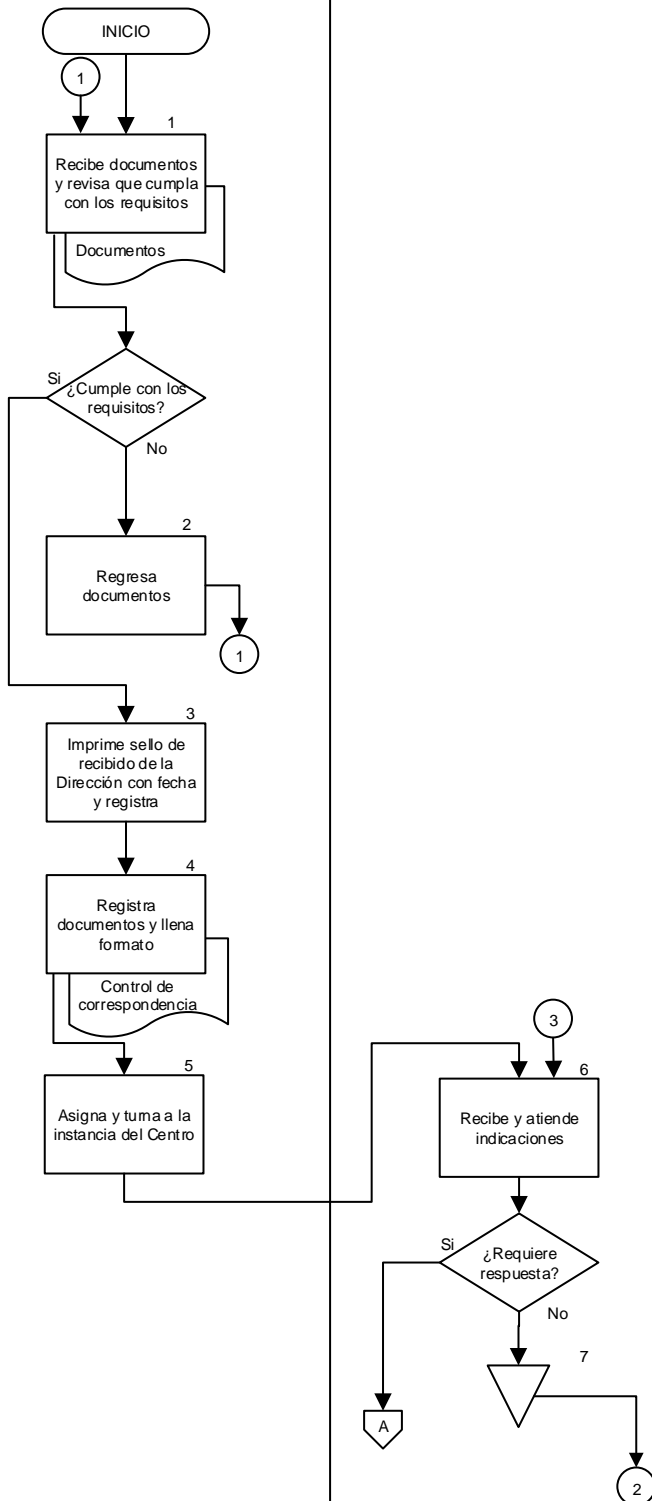 INICIO
1
1
Recibe documentos
y revisa que cumpla
con los requisitos
Documentos
Si
¿Cumple con los
requisitos?
No
2
Regresa
documentos
1
3
Imprime sello de
recibido de la
Dirección con fecha
y registra
4
Registra
documentos y llena
formato
Control de
correspondencia
5
Asigna y turna a la
instancia del Centro
3
6
Recibe y atiende
indicaciones
Si
¿Requiere
respuesta?
No
7
A
2